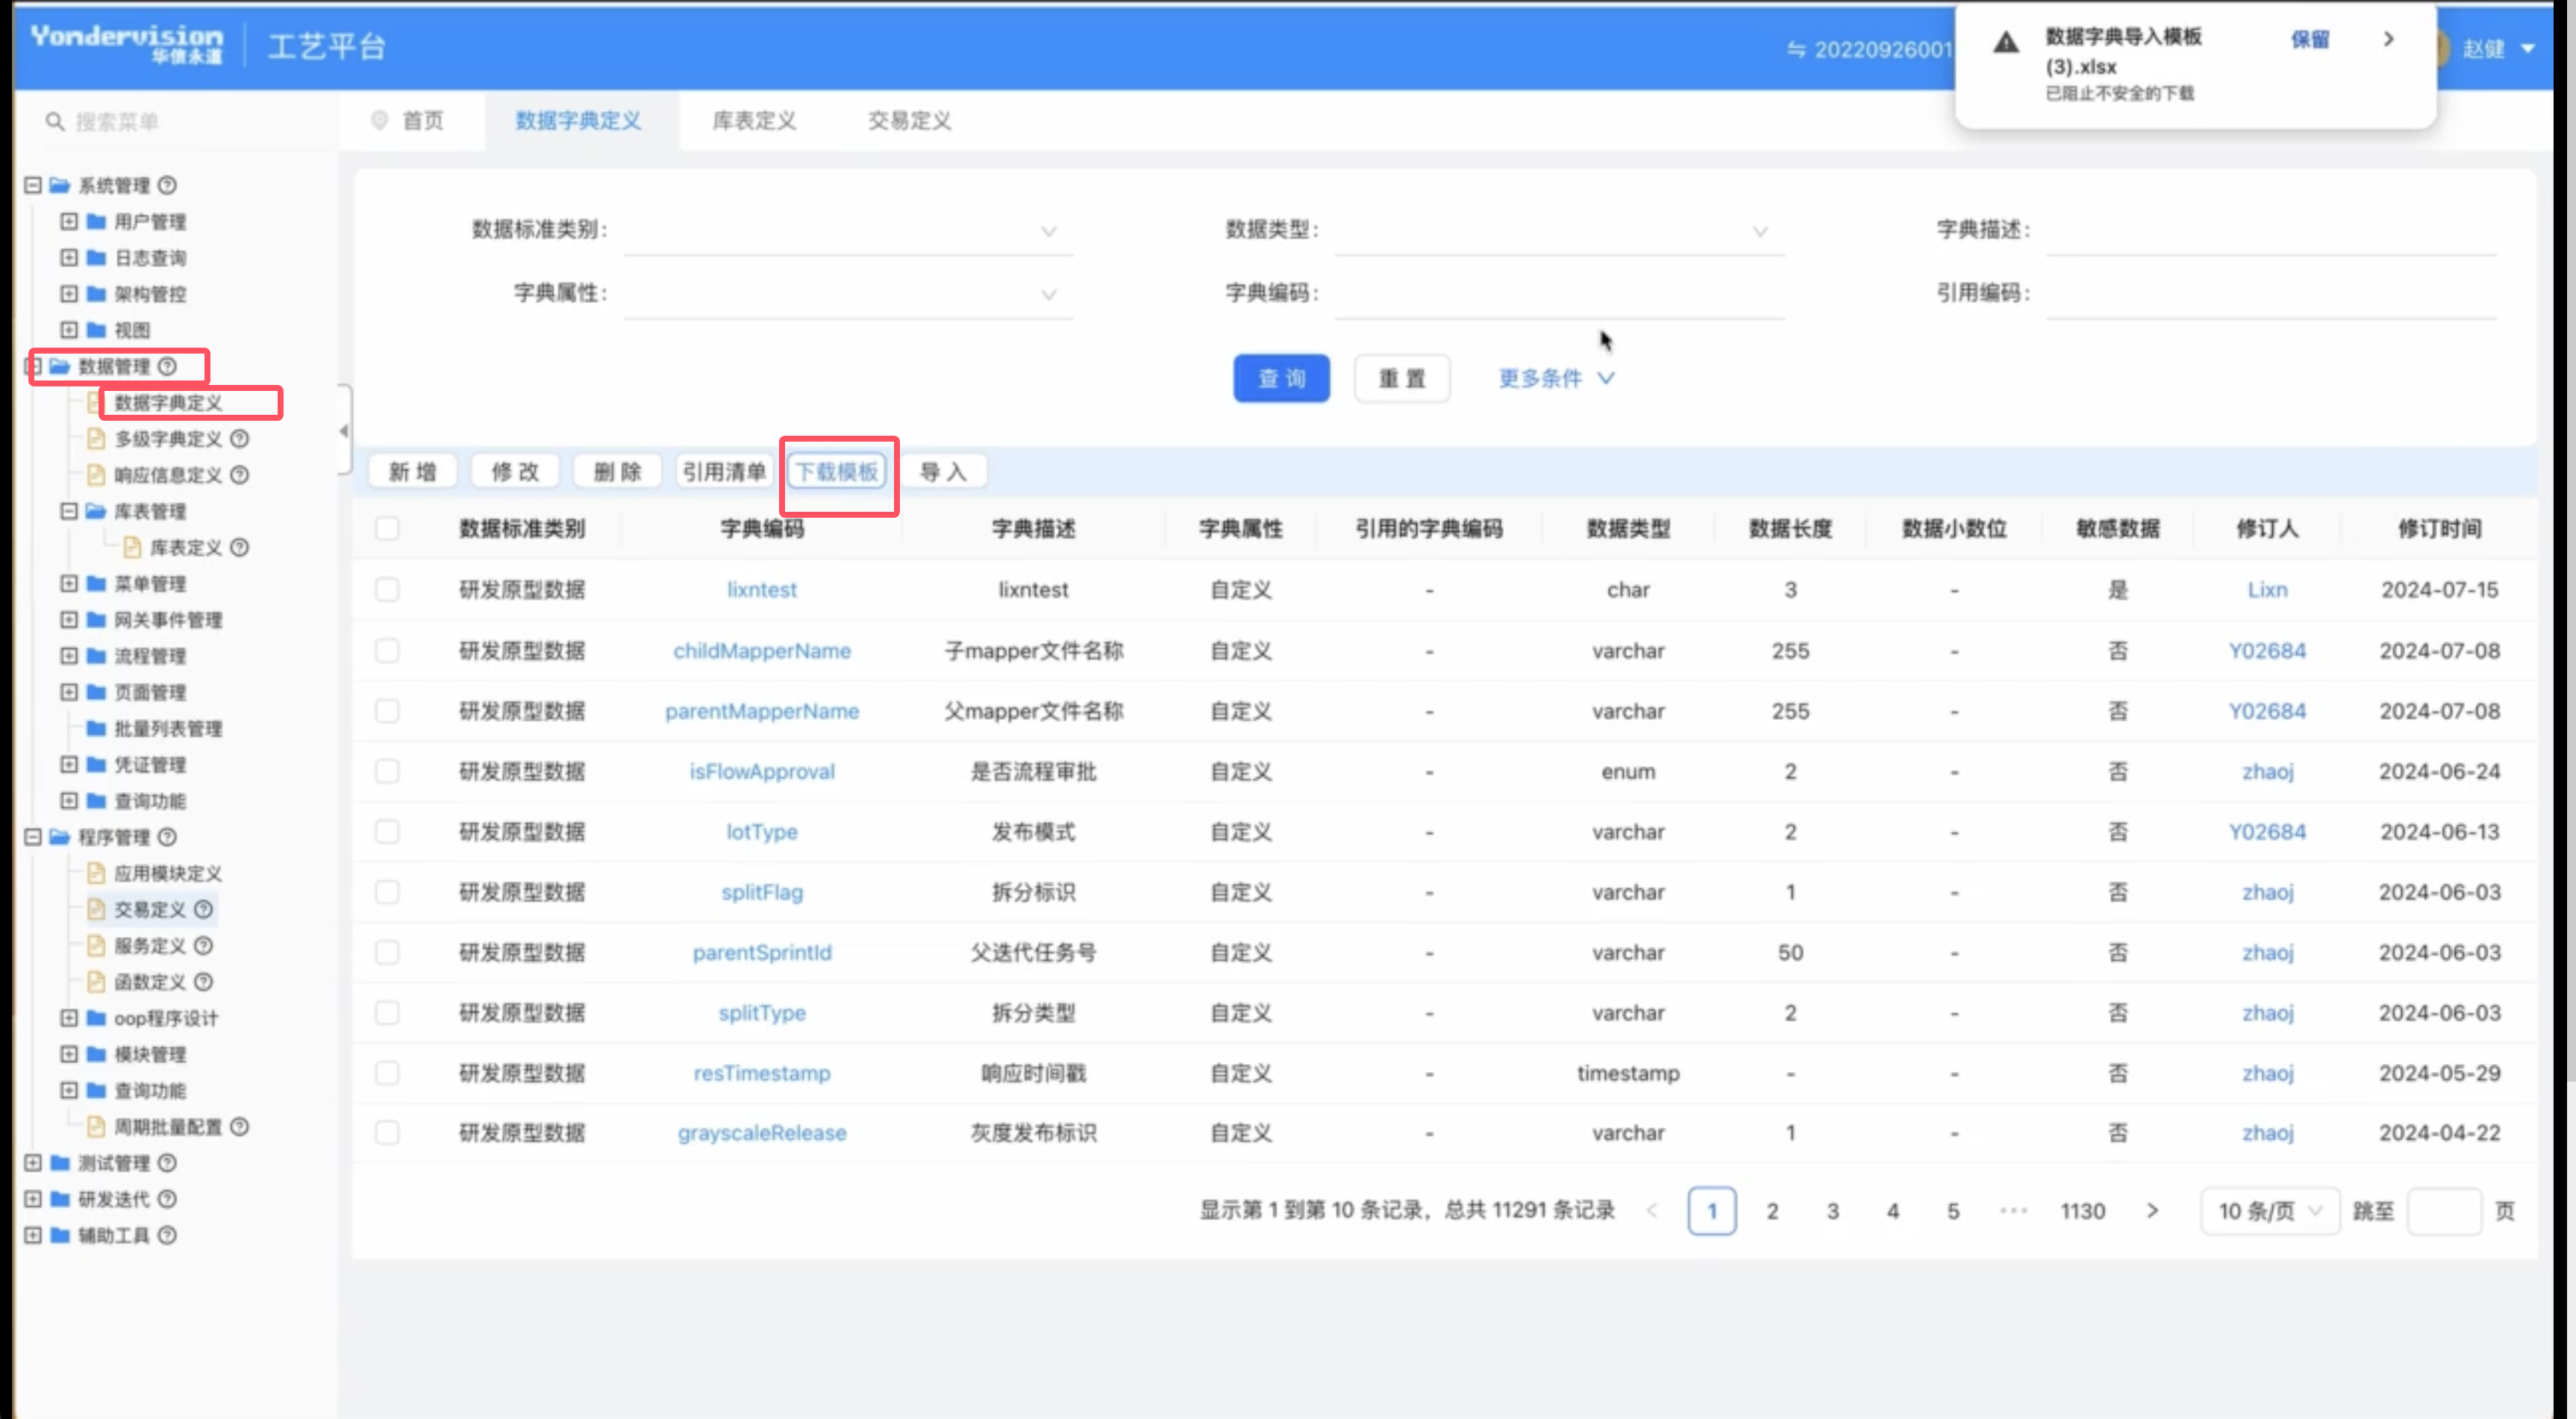 Yondervision
华信永道
工艺平台
20220926001
数据字典导入模板
(3).xlsx
已阻止不安全的下载
保留
赵健
搜索菜单
首页
数据字典定义
库表定义
交易定义
系统管理
用户管理
日志查询
架构管控
视图
数据管理
数据字典定义
多级字典定义
响应信息定义
库表管理
库表定义
菜单管理
网关事件管理
流程管理
页面管理
批量列表管理
凭证管理
查询功能
程序管理
应用模块定义
交易定义
服务定义
函数定义
oop程序设计
模块管理
查询功能
周期批量配置
测试管理
研发迭代
辅助工具
数据标准类别: 数据类型: 字典描述:
字典属性: 字典编码: 引用编码:
查询 重置 更多条件
新增 修改 删除 引用清单 下载模板 导入
数据标准类别 字典编码 字典描述 字典属性 引用的字典编码 数据类型 数据长度 数据小数位 敏感数据 修订人 修订时间
研发原型数据 lixntest lixntest 自定义 - char 3 - 是 Lixn 2024-07-15
研发原型数据 childMapperName 子mapper文件名称 自定义 - varchar 255 - 否 Y02684 2024-07-08
研发原型数据 parentMapperName 父mapper文件名称 自定义 - varchar 255 - 否 Y02684 2024-07-08
研发原型数据 isFlowApproval 是否流程审批 自定义 - enum 2 - 否 zhaoj 2024-06-24
研发原型数据 lotType 发布模式 自定义 - varchar 2 - 否 Y02684 2024-06-13
研发原型数据 splitFlag 拆分标识 自定义 - varchar 1 - 否 zhaoj 2024-06-03
研发原型数据 parentSprintId 父迭代任务号 自定义 - varchar 50 - 否 zhaoj 2024-06-03
研发原型数据 splitType 拆分类型 自定义 - varchar 2 - 否 zhaoj 2024-06-03
研发原型数据 resTimestamp 响应时间戳 自定义 - timestamp - - 否 zhaoj 2024-05-29
研发原型数据 grayscaleRelease 灰度发布标识 自定义 - varchar 1 - 否 zhaoj 2024-04-22
显示第 1 到第 10 条记录，总共 11291 条记录 < 1 2 3 4 5 ··· 1130 > 10 条/页 跳至 页